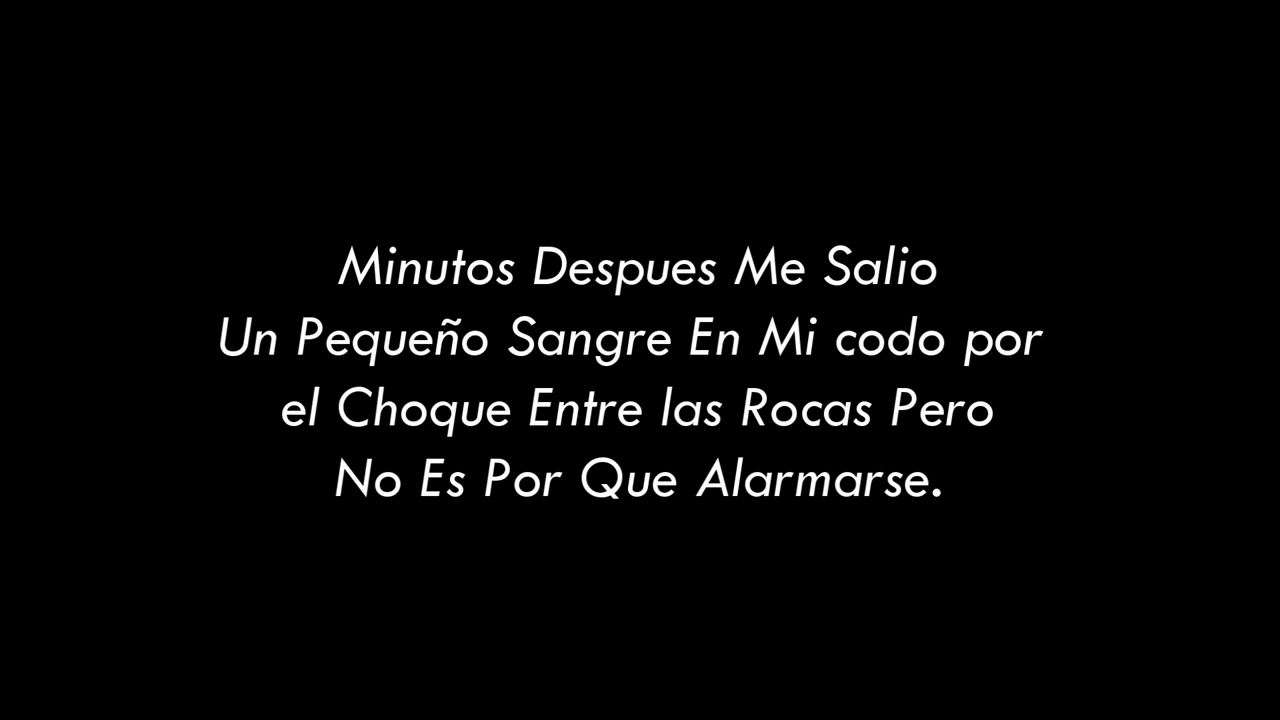 Minutos Despues Me Salio
Un Pequeño Sangre En Mi codo por
el Choque Entre las Rocas Pero
No Es Por Que Alarmarse.